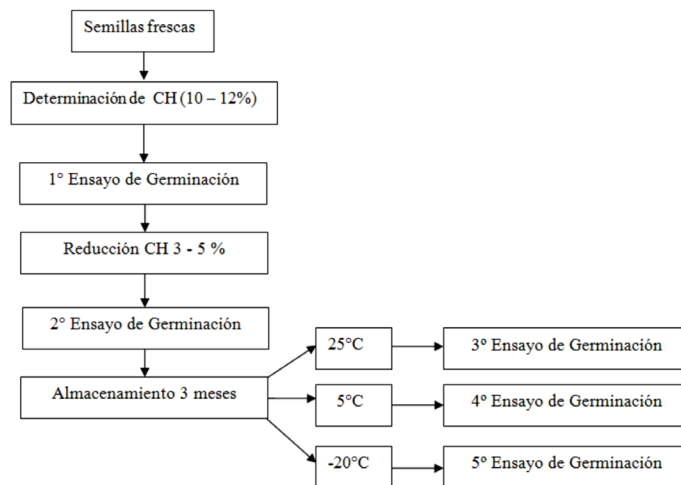 Semillas frescas
Determinación de CH (10 – 12%)
1° Ensayo de Germinación
Reducción CH 3 - 5 %
2° Ensayo de Germinación
Almacenamiento 3 meses
25°C
3º Ensayo de Germinación
5°C
4º Ensayo de Germinación
-20°C
5º Ensayo de Germinación